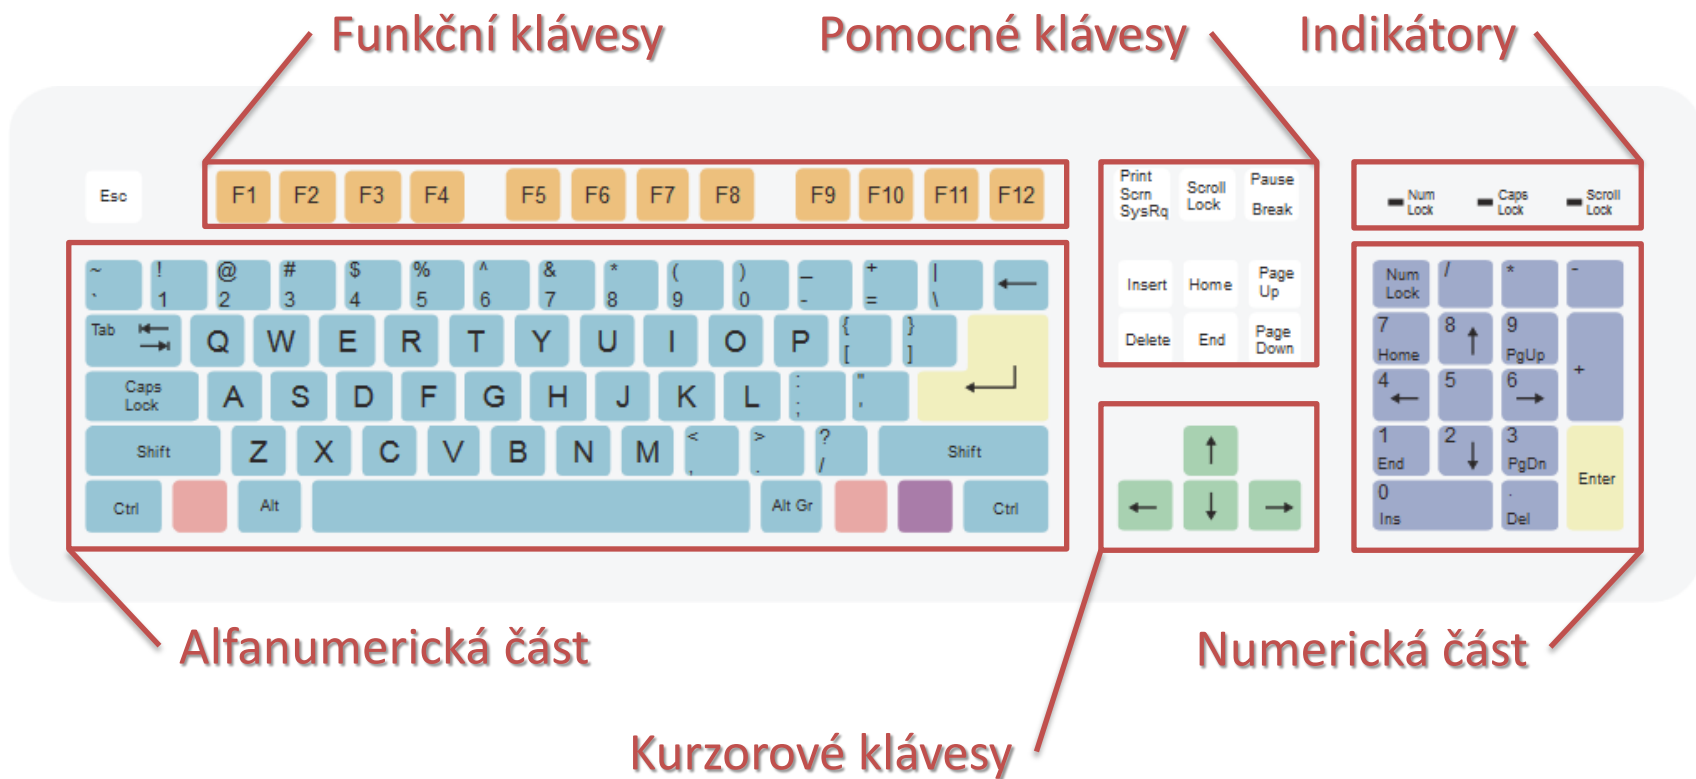 Funkční klávesy Pomocné klávesy Indikátory
Esc F1 F2 F3 F4 F5 F6 F7 F8 F9 F10 F11 F12
Print Scrn SysRq Scroll Lock Pause Break
Num Lock Caps Lock Scroll Lock
~ ` ! 1 @ 2 # 3 $ 4 % 5 ^ 6 & 7 * 8 ( 9 ) 0 _ - + = | \
Insert Home Page Up
Num Lock / * -
Tab Q W E R T Y U I O P { [ } ]
Delete End Page Down
7 Home 8 9 PgUp +
Caps Lock A S D F G H J K L : ; " '
4 5 6
Shift Z X C V B N M < , > . ? / Shift
1 End 2 3 PgDn Enter
Ctrl Alt Alt Gr Ctrl
0 Ins . Del
Alfanumerická část Numerická část
Kurzorové klávesy